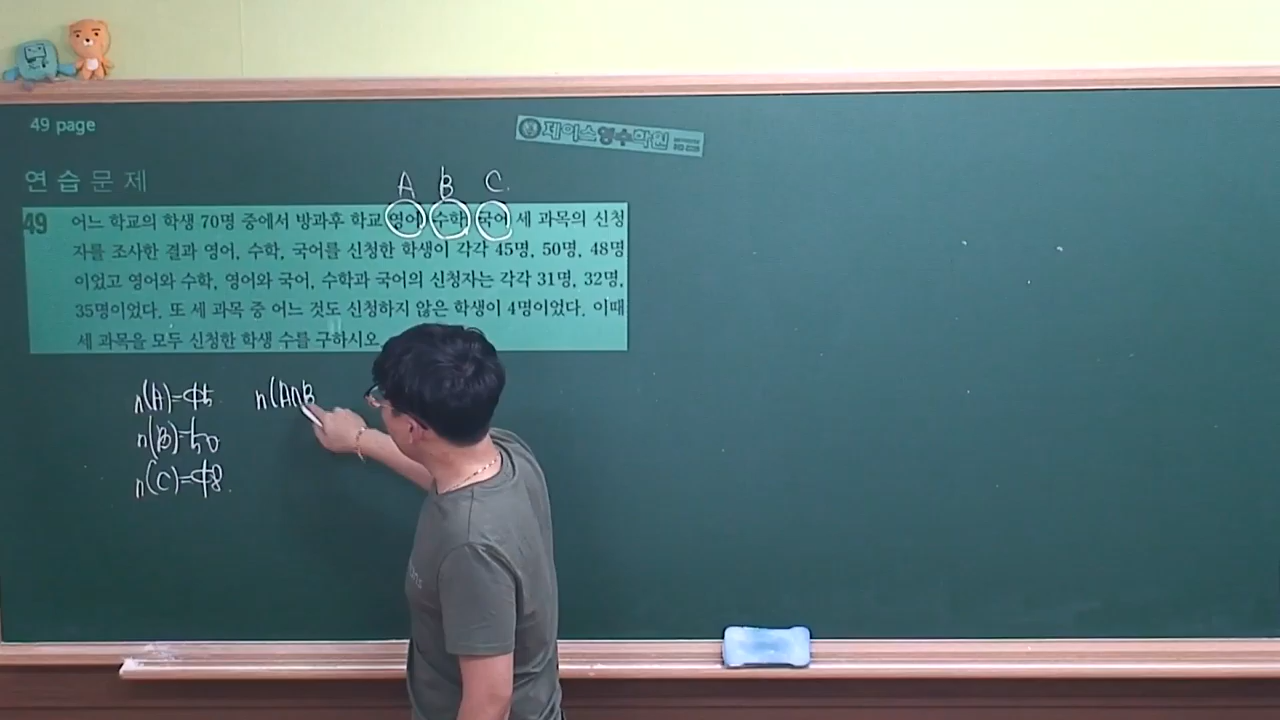 49 page
제이스영수학원
연습문제
A B C
49 어느 학교의 학생 70명 중에서 방과후 학교 영어 수학 국어 세 과목의 신청
자를 조사한 결과 영어, 수학, 국어를 신청한 학생이 각각 45명, 50명, 48명
이었고 영어와 수학, 영어와 국어, 수학과 국어의 신청자는 각각 31명, 32명,
35명이었다. 또 세 과목 중 어느 것도 신청하지 않은 학생이 4명이었다. 이때
세 과목을 모두 신청한 학생 수를 구하시오.
n(A)=45 n(A∩B
n(B)=50
n(C)=48